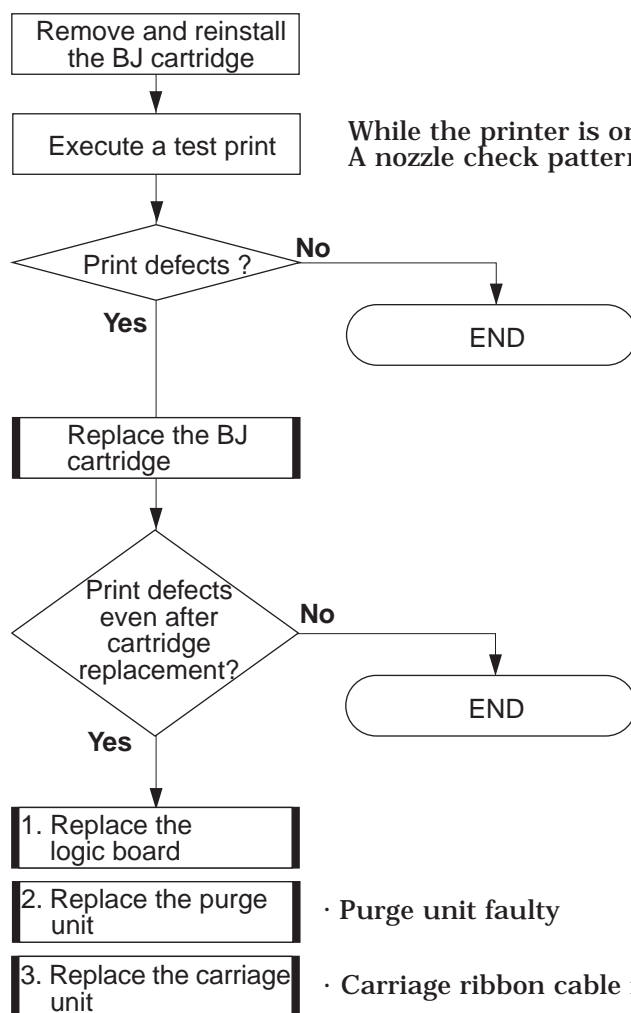 Remove and reinstall
the BJ cartridge
Execute a test print
While the printer is
A nozzle check
Print defects ?
No
Yes
END
Replace the BJ
cartridge
Print defects
even after
cartridge
replacement?
No
Yes
END
1. Replace the
logic board
2. Replace the purge
unit
· Purge unit faulty
3. Replace the carriage
unit
· Carriage ribbon cable